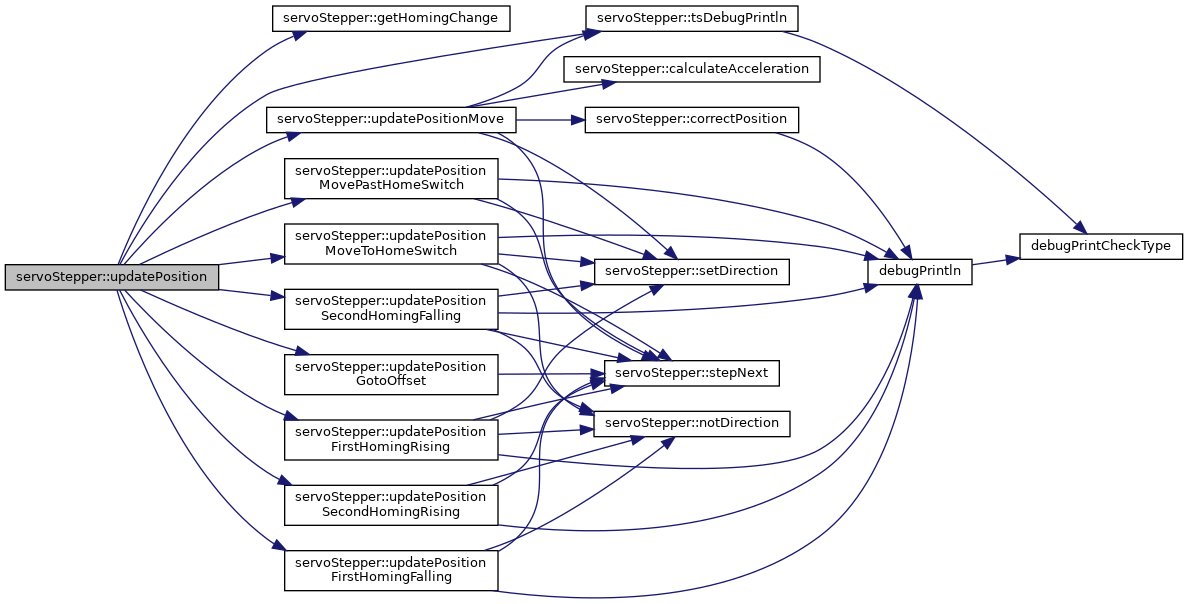 servoStepper::getHomingChange
servoStepper::tsDebugPrintln
servoStepper::calculateAcceleration
servoStepper::updatePositionMove
servoStepper::correctPosition
servoStepper::updatePosition
MovePastHomeSwitch
servoStepper::updatePosition
MoveToHomeSwitch
debugPrintCheckType
servoStepper::updatePosition
servoStepper::setDirection
debugPrintln
servoStepper::updatePosition
SecondHomingFalling
servoStepper::updatePosition
GotoOffset
servoStepper::stepNext
servoStepper::updatePosition
FirstHomingRising
servoStepper::notDirection
servoStepper::updatePosition
SecondHomingRising
servoStepper::updatePosition
FirstHomingFalling